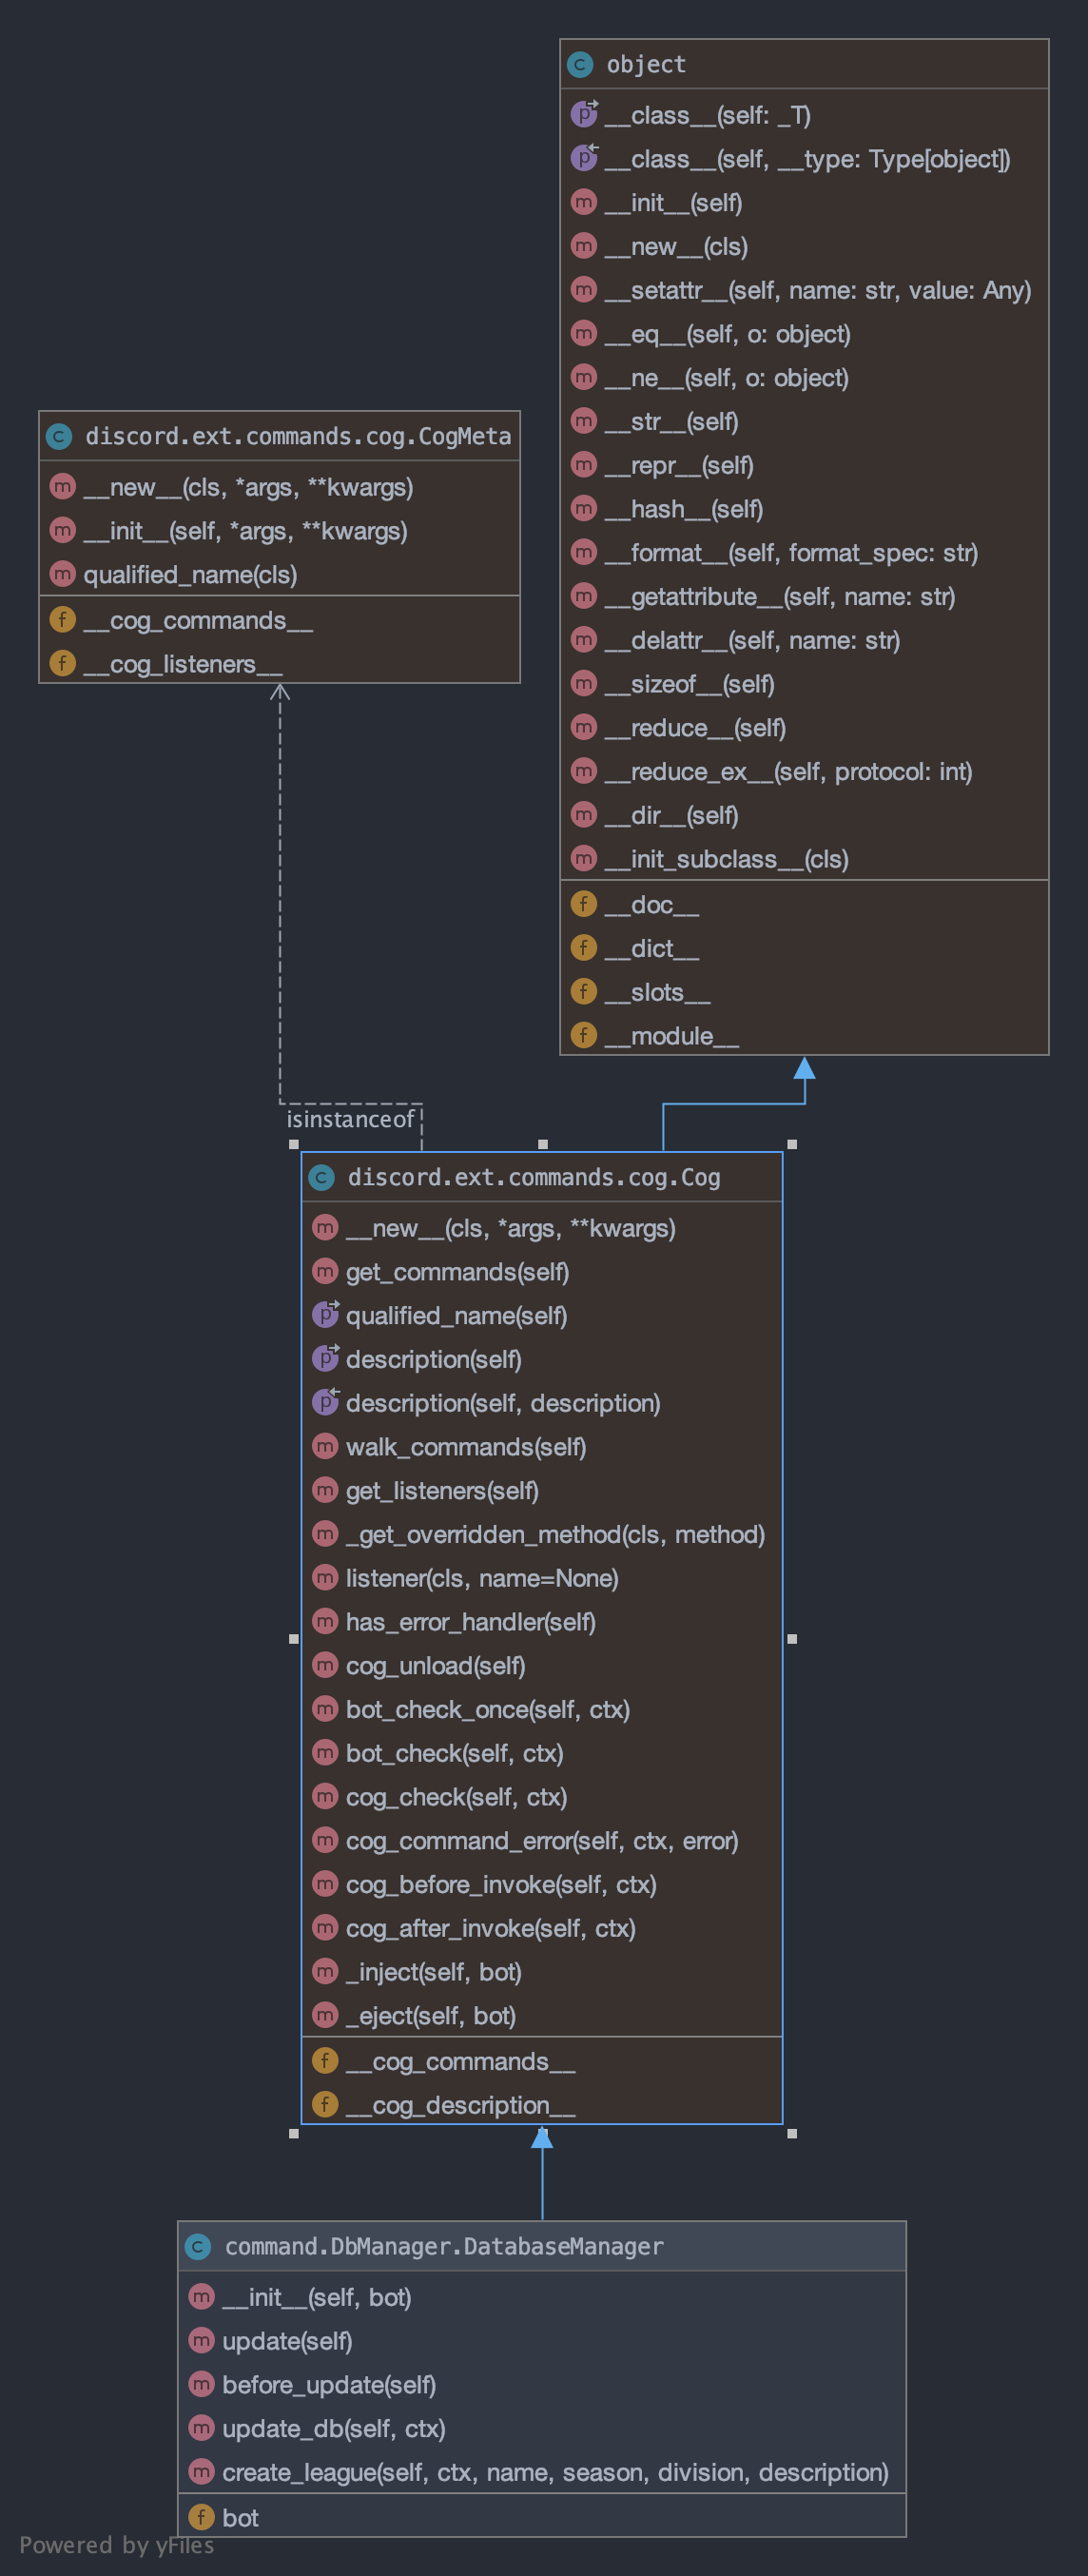 object
p __class__(self: _T)
p __class__(self, __type: Type[object])
m __init__(self)
m __new__(cls)
m __setattr__(self, name: str, value: Any)
m __eq__(self, o: object)
m __ne__(self, o: object)
m __str__(self)
m __repr__(self)
m __hash__(self)
m __format__(self, format_spec: str)
m __getattribute__(self, name: str)
m __delattr__(self, name: str)
m __sizeof__(self)
m __reduce__(self)
m __reduce_ex__(self, protocol: int)
m __dir__(self)
m __init_subclass__(cls)
f __doc__
f __dict__
f __slots__
f __module__
C discord.ext.commands.cog.CogMeta
m __new__(cls, *args, **kwargs)
m __init__(self, *args, **kwargs)
m qualified_name(cls)
f __cog_commands__
f __cog_listeners__
isinstanceof
C discord.ext.commands.cog.Cog
m __new__(cls, *args, **kwargs)
m get_commands(self)
p qualified_name(self)
p description(self)
p description(self, description)
m walk_commands(self)
m get_listeners(self)
m _get_overridden_method(cls, method)
m listener(cls, name=None)
m has_error_handler(self)
m cog_unload(self)
m bot_check_once(self, ctx)
m bot_check(self, ctx)
m cog_check(self, ctx)
m cog_command_error(self, ctx, error)
m cog_before_invoke(self, ctx)
m cog_after_invoke(self, ctx)
m _inject(self, bot)
m _eject(self, bot)
f __cog_commands__
f __cog_description__
C command.DbManager.DatabaseManager
m __init__(self, bot)
m update(self)
m before_update(self)
m update_db(self, ctx)
m create_league(self, ctx, name, season, division, description)
f bot
Powered by yFiles